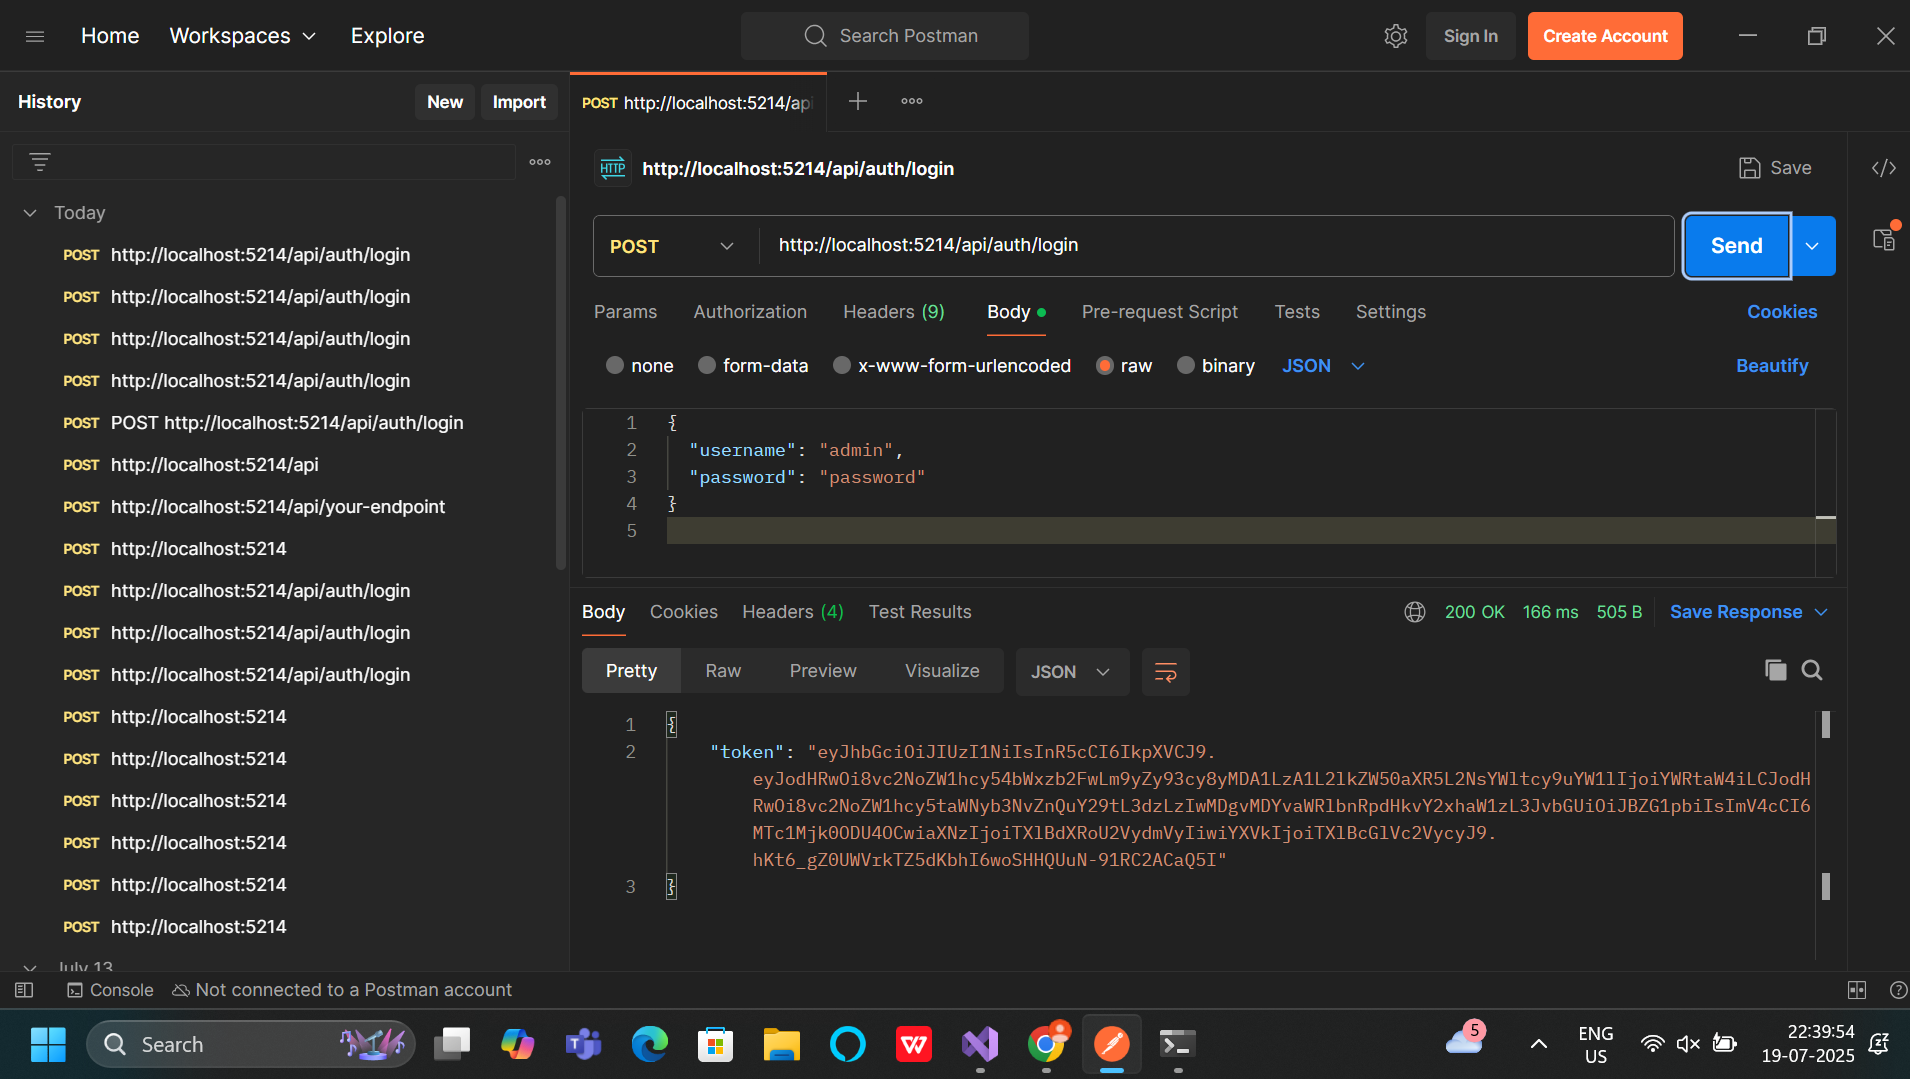 Home
Workspaces
Explore
Search Postman
Sign In
Create Account
History
New
Import
POST http://localhost:5214/api
HTTP
http://localhost:5214/api/auth/login
Save
Today
POST http://localhost:5214/api/auth/login
POST http://localhost:5214/api/auth/login
POST http://localhost:5214/api/auth/login
POST http://localhost:5214/api/auth/login
POST POST http://localhost:5214/api/auth/login
POST http://localhost:5214/api
POST http://localhost:5214/api/your-endpoint
POST http://localhost:5214
POST http://localhost:5214/api/auth/login
POST http://localhost:5214/api/auth/login
POST http://localhost:5214/api/auth/login
POST http://localhost:5214
POST http://localhost:5214
POST http://localhost:5214
POST http://localhost:5214
POST http://localhost:5214
POST http://localhost:5214
July 13
POST
http://localhost:5214/api/auth/login
Send
Params
Authorization
Headers (9)
Body
Pre-request Script
Tests
Settings
Cookies
none
form-data
x-www-form-urlencoded
raw
binary
JSON
Beautify
1 {
2 "username": "admin",
3 "password": "password"
4 }
5
Body
Cookies
Headers (4)
Test Results
200 OK
166 ms
505 B
Save Response
Pretty
Raw
Preview
Visualize
JSON
1 {
2 "token": "eyJhbGciOiJIUzI1NiIsInR5cCI6IkpXVCJ9.
eyJodHRwOi8vc2NoZW1hcy54bWxzb2FwLm9yZy93cy8yMDA1LzA1L2lkZW50aXR5L2NsYWltcy9uYW1lIjoiYWRtaW4iLCJodH
RwOi8vc2NoZW1hcy5taWNyb3NvZnQuY29tL3dzLzIwMDgvMDYvaWRlbnRpdHkvY2xhaW1zL3JvbGUiOiJBZG1pbiIsImV4cCI6
MTc1Mjk0ODU4OCwiaXNzIjoiTXlBdXRoU2VydmVyIiwiYXVkIjoiTXlBcGlVc2VycyJ9.
hKt6_gZ0UWVrkTZ5dKbhI6woSHHQUuN-91RC2ACaQ5I"
3 }
Console
Not connected to a Postman account
Search
5
ENG
US
22:39:54
19-07-2025